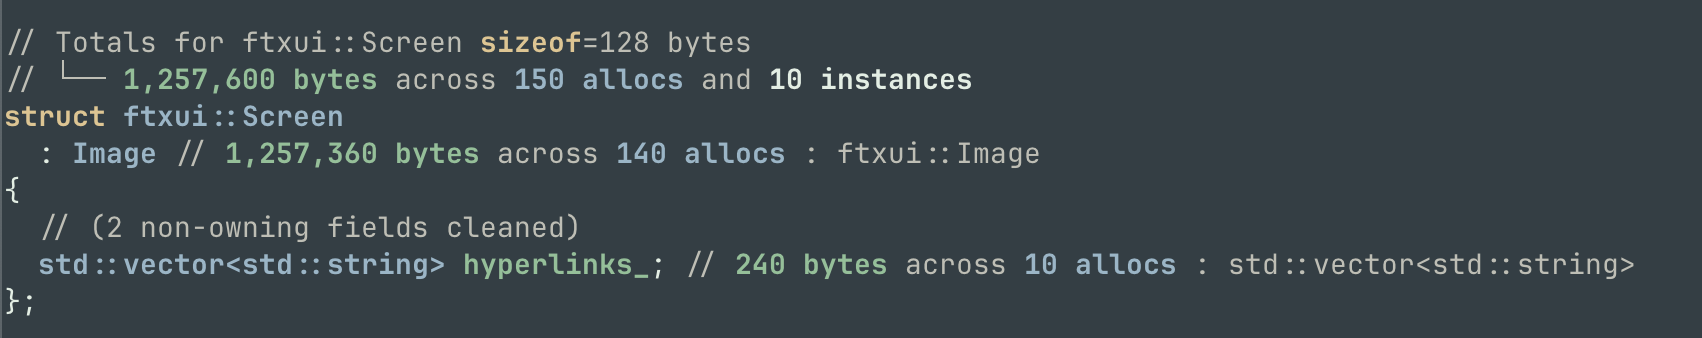 // Totals for ftxui::Screen sizeof=128 bytes
// └── 1,257,600 bytes across 150 allocs and 10 instances
struct ftxui::Screen
  : Image // 1,257,360 bytes across 140 allocs : ftxui::Image
{
  // (2 non-owning fields cleaned)
  std::vector<std::string> hyperlinks_; // 240 bytes across 10 allocs : std::vector<std::string>
};